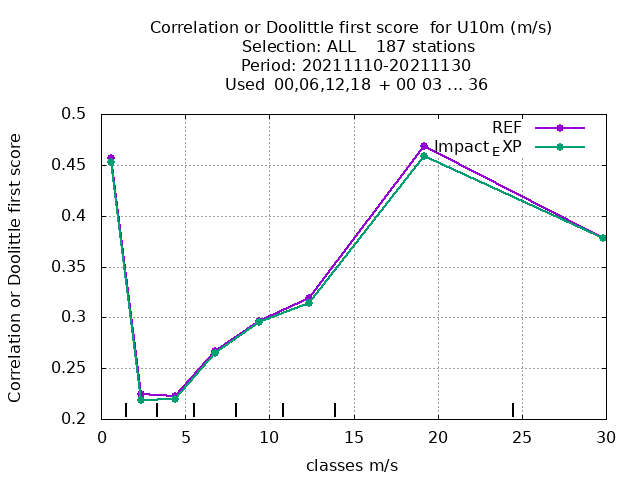 Correlation or Doolittle first score  for U10m (m/s)
Selection: ALL    187 stations
Period: 20211110-20211130
Used  00,06,12,18 + 00 03 ... 36
REF
Impact_EXP
Correlation or Doolittle first score
0.5
0.45
0.4
0.35
0.3
0.25
0.2
0 5 10 15 20 25 30
classes m/s